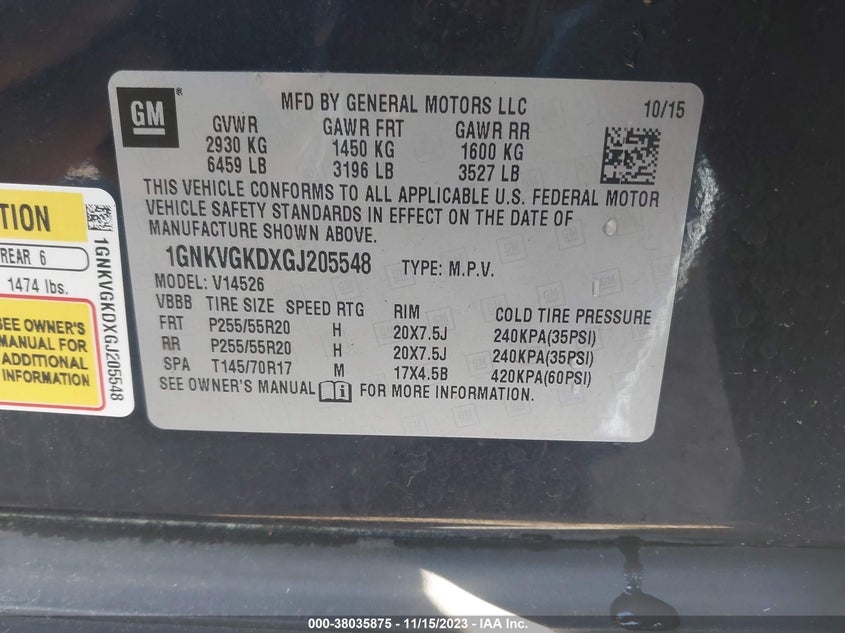 GM
MFD BY GENERAL MOTORS LLC 10/15
GVWR GAWR FRT GAWR RR
2930 KG 1450 KG 1600 KG
6459 LB 3196 LB 3527 LB
THIS VEHICLE CONFORMS TO ALL APPLICABLE U.S. FEDERAL MOTOR
VEHICLE SAFETY STANDARDS IN EFFECT ON THE DATE OF
MANUFACTURE SHOWN ABOVE.
1GNKVGKDXGJ205548 TYPE: M.P.V.
MODEL: V14526
VBBB TIRE SIZE SPEED RTG RIM COLD TIRE PRESSURE
FRT P255/55R20 H 20X7.5J 240KPA(35PSI)
RR P255/55R20 H 20X7.5J 240KPA(35PSI)
SPA T145/70R17 M 17X4.5B 420KPA(60PSI)
SEE OWNER'S MANUAL FOR MORE INFORMATION.
TION
REAR 6
1474 lbs.
SEE OWNER'S
MANUAL FOR
ADDITIONAL
INFORMATION
1GNKVGKDXGJ205548
000-38035875 - 11/15/2023 - IAA Inc.